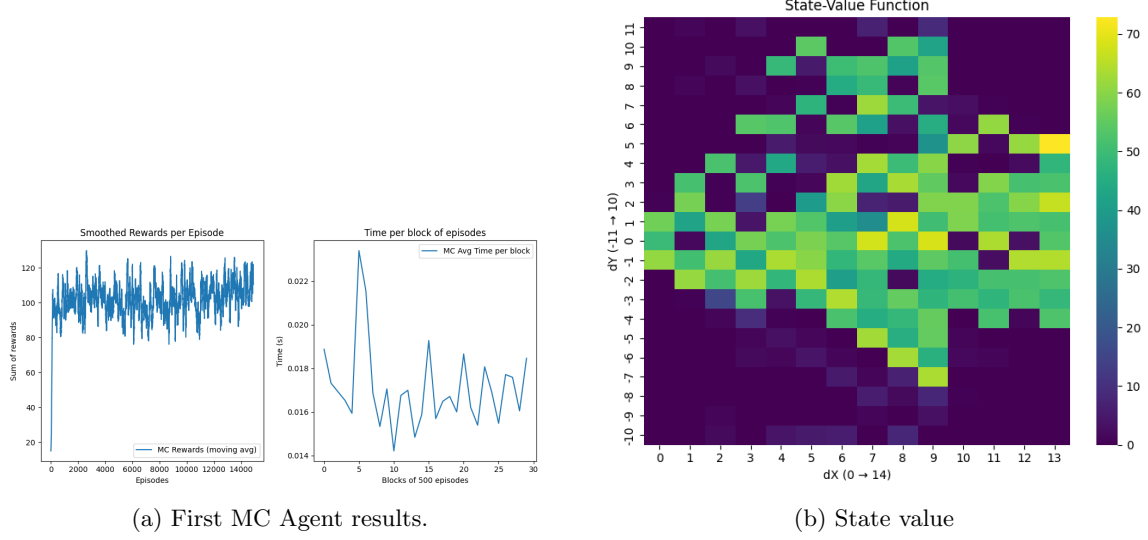 State-Value Function
11
10
9
8
7
6
5
4
3
2
1
0
-1
-2
-3
-4
-5
-6
-7
-8
-9
-10
dY (-11 → 10)
0 1 2 3 4 5 6 7 8 9 10 11 12 13
dX (0 → 14)
70
60
50
40
30
20
10
0
Smoothed Rewards per Episode
120
100
80
60
40
20
Sum of rewards
MC Rewards (moving avg)
0 2000 4000 6000 8000 10000 12000 14000
Episodes
Time per block of episodes
MC Avg Time per block
0.022
0.020
0.018
0.016
0.014
Time (s)
0 5 10 15 20 25 30
Blocks of 500 episodes
(a) First MC Agent results.
(b) State value